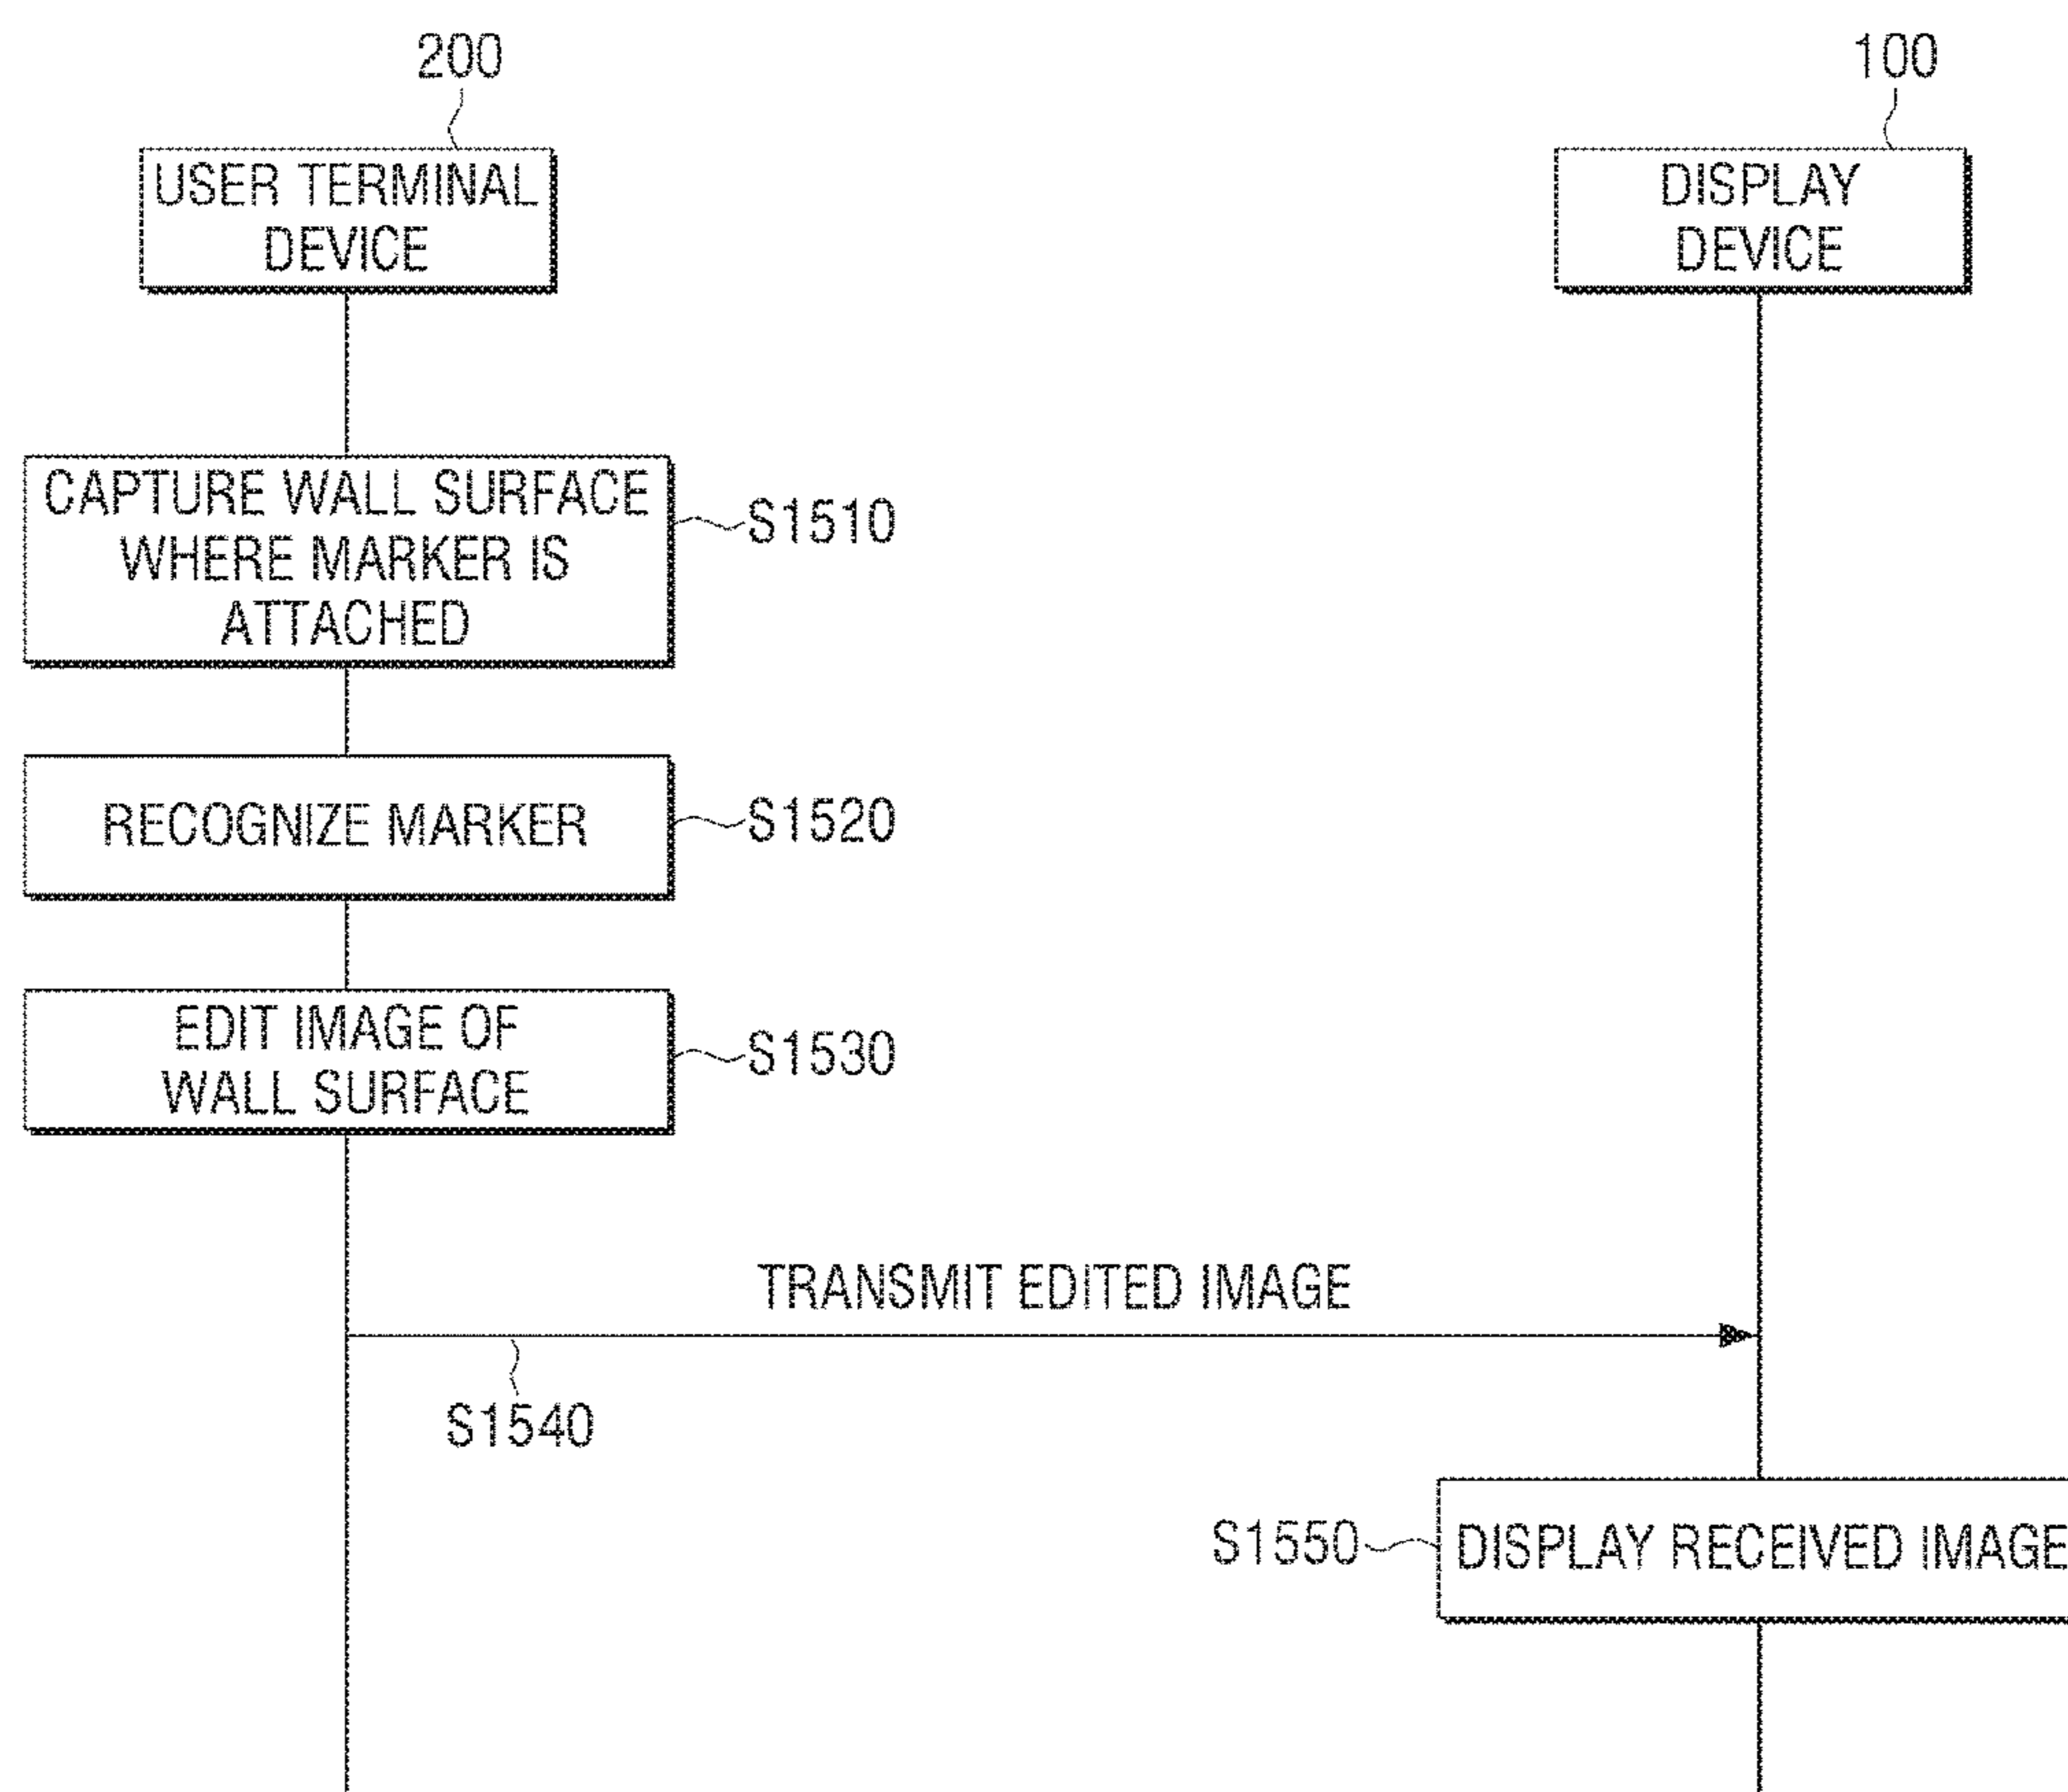 200
100
USER TERMINAL
DEVICE
DISPLAY
DEVICE
CAPTURE WALL SURFACE
WHERE MARKER IS
ATTACHED
S1510
RECOGNIZE MARKER
S1520
EDIT IMAGE OF
WALL SURFACE
S1530
TRANSMIT EDITED IMAGE
S1540
S1550
DISPLAY RECEIVED IMAGE